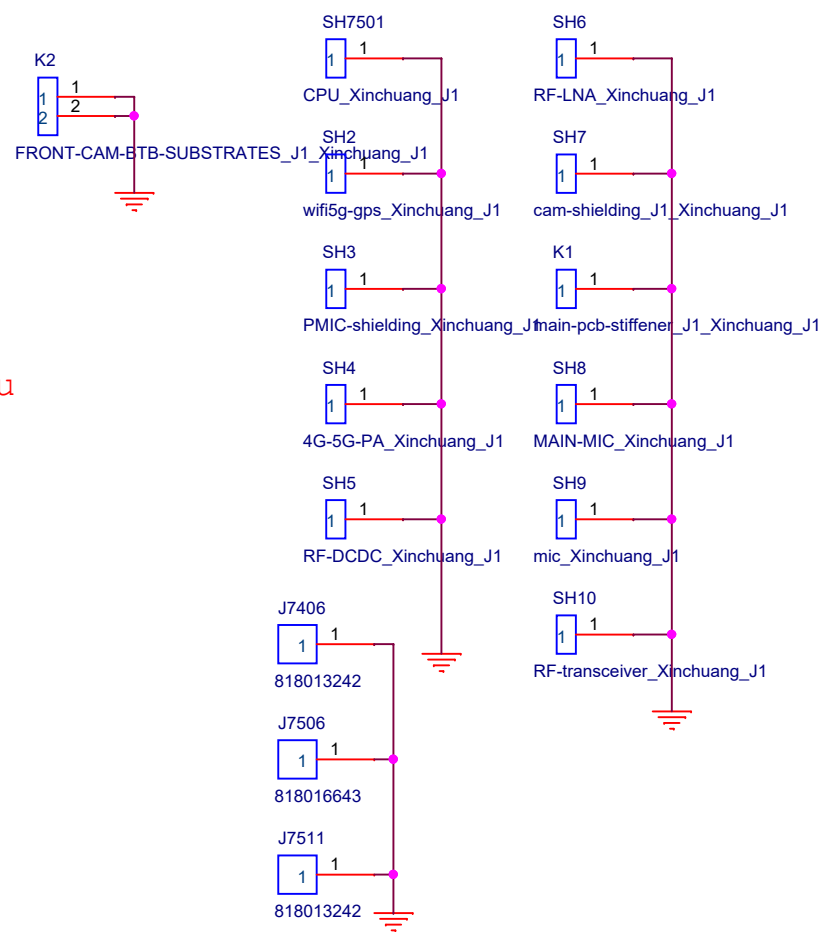 K2
1
1
2
2
FRONT-CAM-BTB-SUBSTRATES_J1_Xinchuang_J1
SH7501
1
1
CPU_Xinchuang_J1
SH2
1
1
wifi5g-gps_Xinchuang_J1
SH3
1
1
PMIC-shielding_Xinchuang_J1
SH4
1
1
4G-5G-PA_Xinchuang_J1
SH5
1
1
RF-DCDC_Xinchuang_J1
SH6
1
1
RF-LNA_Xinchuang_J1
SH7
1
1
cam-shielding_J1_Xinchuang_J1
K1
1
1
main-pcb-stiffener_J1_Xinchuang_J1
SH8
1
1
MAIN-MIC_Xinchuang_J1
SH9
1
1
mic_Xinchuang_J1
SH10
1
1
RF-transceiver_Xinchuang_J1
u
J7406
1
1
818013242
J7506
1
1
818016643
J7511
1
1
818013242